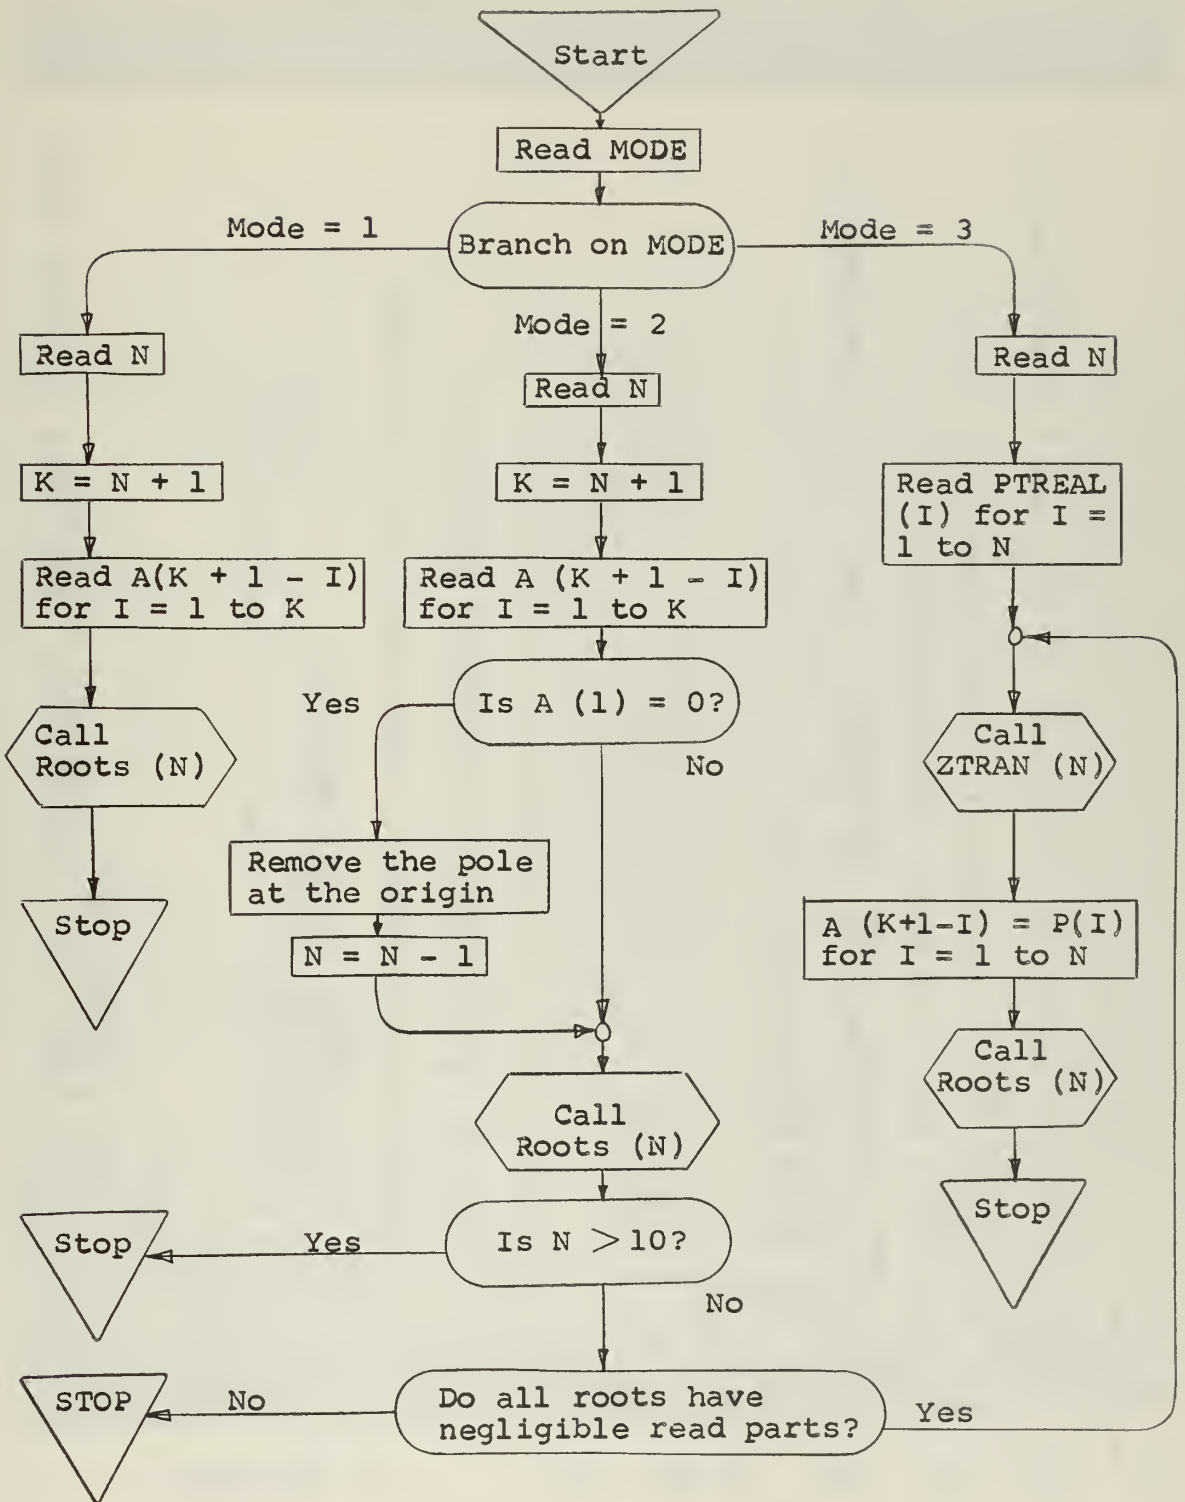 Start
Read MODE
Mode = 1
Branch on MODE
Mode = 3
Mode = 2
Read N
Read N
Read N
K = N + 1
K = N + 1
Read PTREAL
(I) for I =
1 to N
Read A(K + 1 - I)
for I = 1 to K
Read A (K + 1 - I)
for I = 1 to K
Yes
Is A (1) = 0?
No
Call
Roots (N)
Call
ZTRAN (N)
Remove the pole
at the origin
Stop
N = N - 1
A (K+1-I) = P(I)
for I = 1 to N
Call
Roots (N)
Call
Roots (N)
Stop
Stop
Yes
Is N > 10?
No
STOP
No
Do all roots have
negligible read parts?
Yes